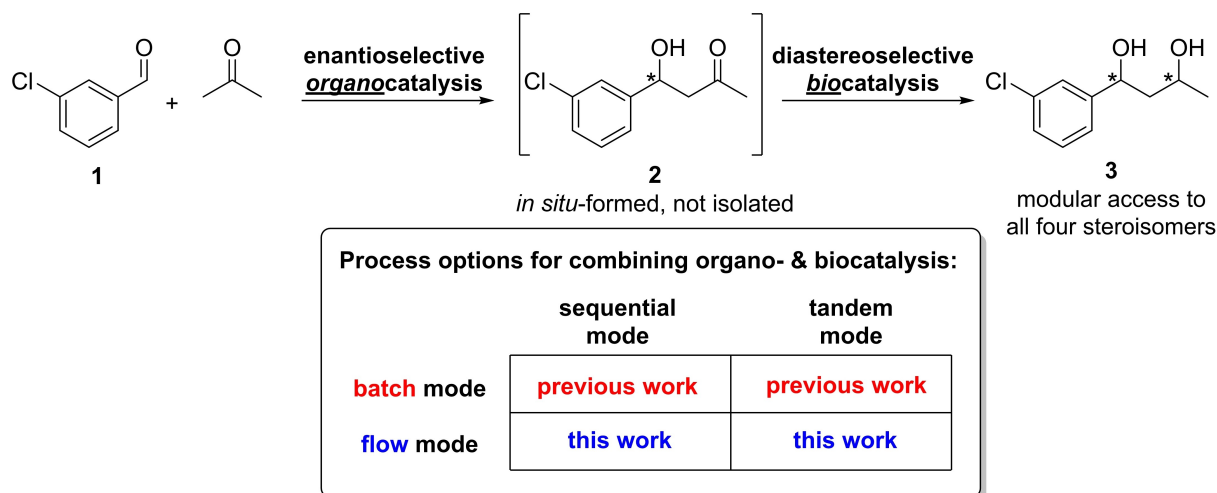 Cl
O
+
O
enantioselective
organocatalysis
Cl
OH
*
O
diastereoselective
biocatalysis
Cl
OH
*
OH
*
1
2
3
in situ-formed, not isolated
modular access to
all four steroisomers
Process options for combining organo- & biocatalysis:
sequential
mode
tandem
mode
batch mode
previous work
previous work
flow mode
this work
this work